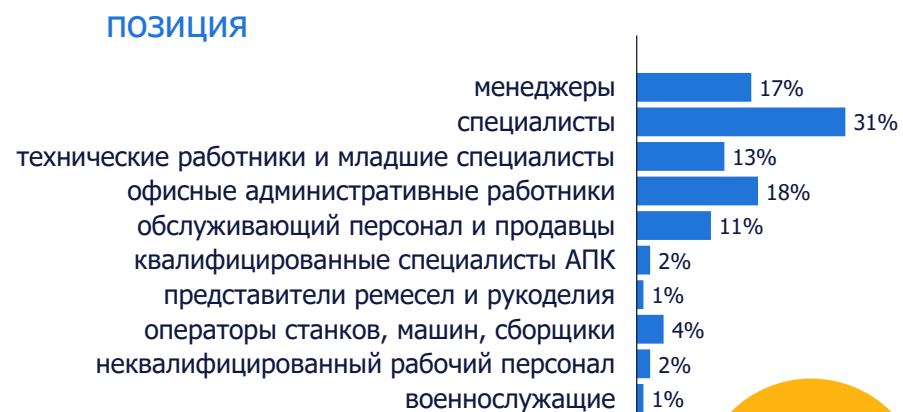 позиция
менеджеры 17%
специалисты 31%
технические работники и младшие специалисты 13%
офисные административные работники 18%
обслуживающий персонал и продавцы 11%
квалифицированные специалисты АПК 2%
представители ремесел и рукоделия 1%
операторы станков, машин, сборщики 4%
неквалифицированный рабочий персонал 2%
военнослужащие 1%